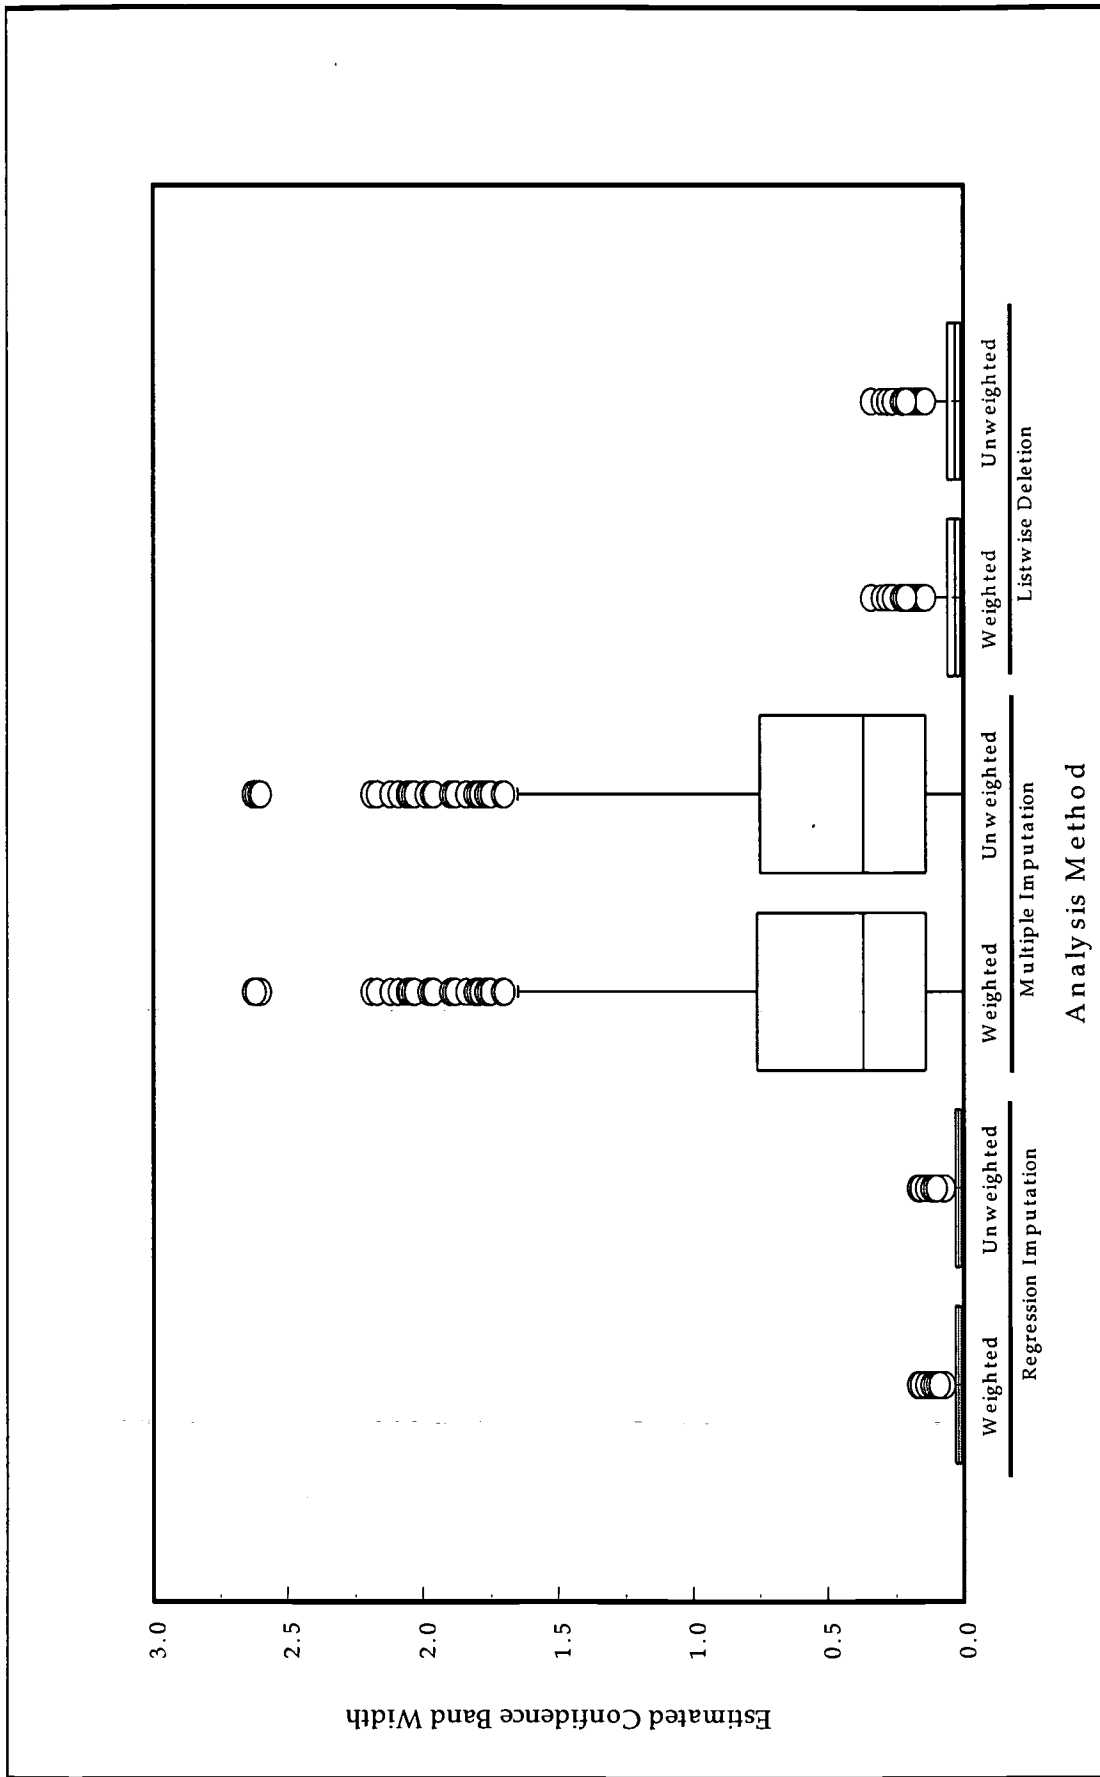 Estimated Confidence Band Width
3.0
2.5
2.0
1.5
1.0
0.5
0.0
Weighted Unweighted Weighted Unweighted Weighted Unweighted
Regression Imputation Multiple Imputation Listwise Deletion
Analysis Method